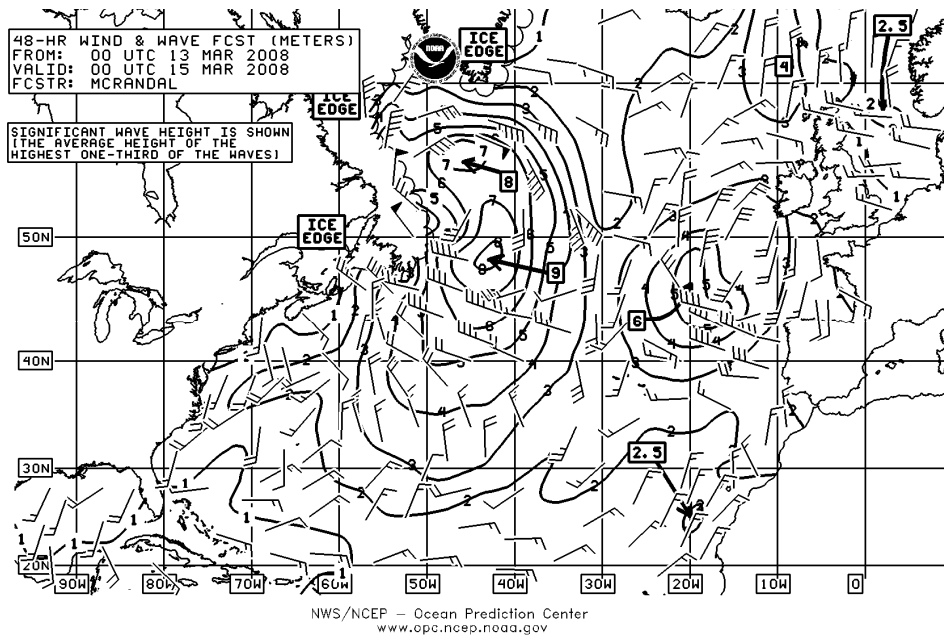 48-HR WIND & WAVE FCST (METERS)
FROM: 00 UTC 13 MAR 2008
VALID: 00 UTC 15 MAR 2008
FCSTR: MCRANDAL
SIGNIFICANT WAVE HEIGHT IS SHOWN
(THE AVERAGE HEIGHT OF THE
HIGHEST ONE-THIRD OF THE WAVES)
NOAA
ICE
EDGE
ICE
EDGE
ICE
EDGE
2.5
4
8
9
6
2.5
50N
40N
30N
20N
90W
80W
70W
60W
50W
40W
30W
20W
10W
0
NWS/NCEP – Ocean Prediction Center
www.opc.ncep.noaa.gov